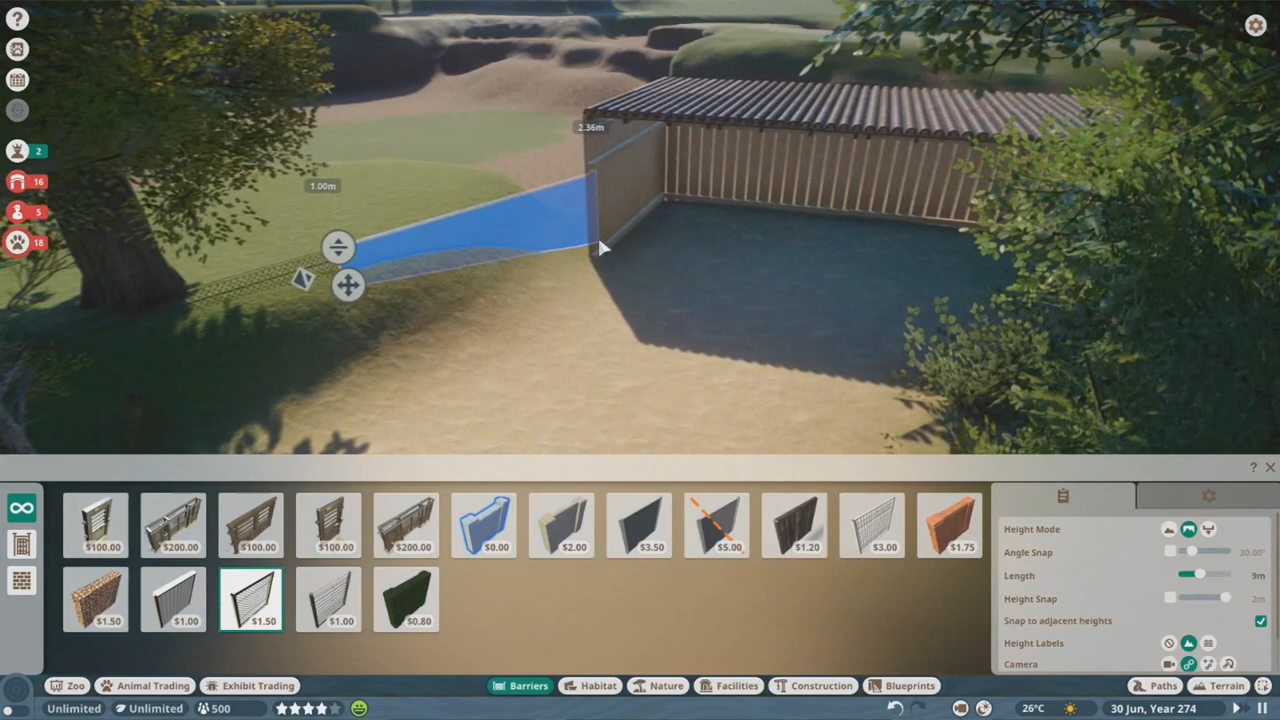 ?
2
16
5
18
2.36m
1.00m
? ×
$100.00 $200.00 $100.00 $100.00 $200.00 $0.00 $2.00 $3.50 $5.00 $1.20 $3.00 $1.75
$1.50 $1.00 $1.50 $1.00 $0.80
Height Mode
Angle Snap 30.00°
Length 9m
Height Snap 2m
Snap to adjacent heights
Height Labels
Camera
Zoo Animal Trading Exhibit Trading Barriers Habitat Nature Facilities Construction Blueprints Paths Terrain
Unlimited Unlimited 500 26°C 30 Jun, Year 274